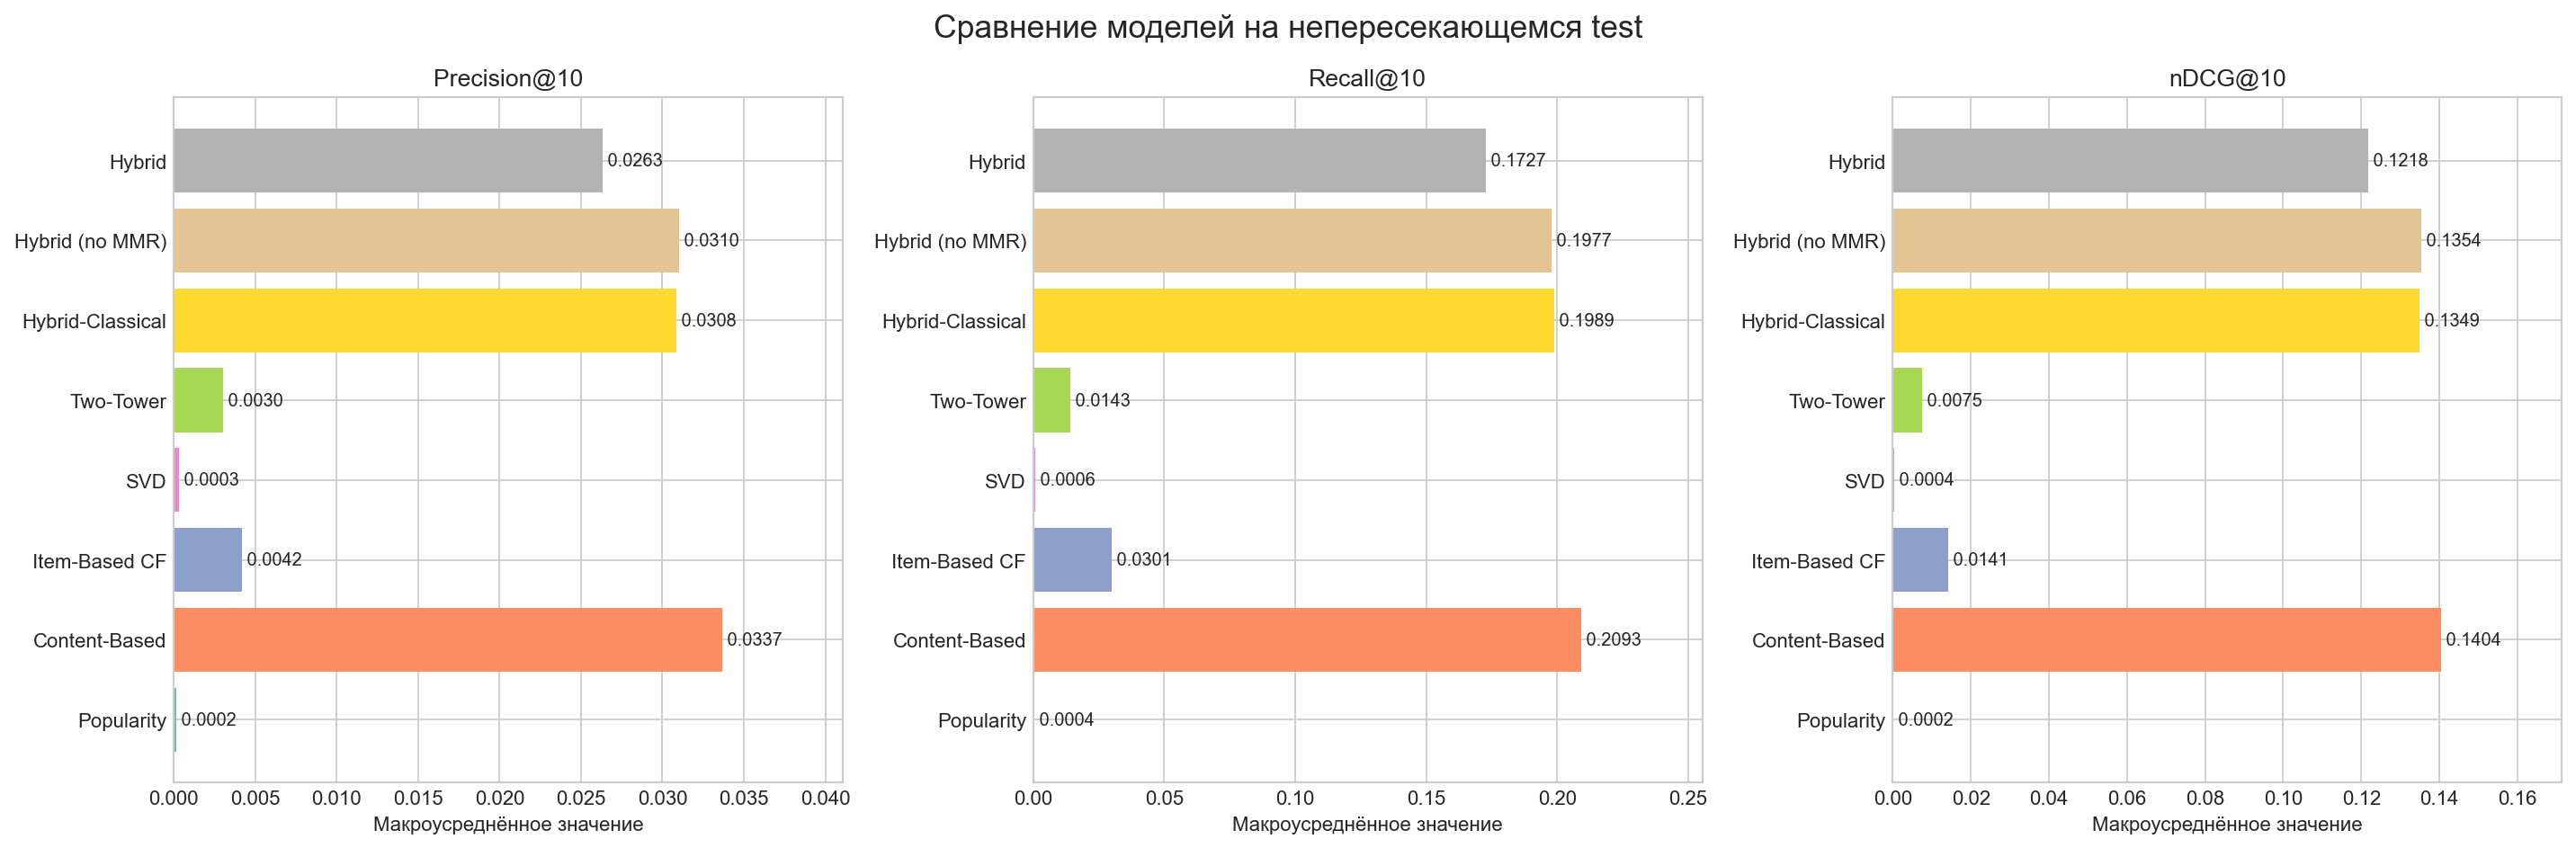 Сравнение моделей на непересекающемся test
Precision@10
Hybrid
0.0263
Hybrid (no MMR)
0.0310
Hybrid-Classical
0.0308
Two-Tower
0.0030
SVD
0.0003
Item-Based CF
0.0042
Content-Based
0.0337
Popularity
0.0002
0.000 0.005 0.010 0.015 0.020 0.025 0.030 0.035 0.040
Макроусреднённое значение
Recall@10
Hybrid
0.1727
Hybrid (no MMR)
0.1977
Hybrid-Classical
0.1989
Two-Tower
0.0143
SVD
0.0006
Item-Based CF
0.0301
Content-Based
0.2093
Popularity
0.0004
0.00 0.05 0.10 0.15 0.20 0.25
Макроусреднённое значение
nDCG@10
Hybrid
0.1218
Hybrid (no MMR)
0.1354
Hybrid-Classical
0.1349
Two-Tower
0.0075
SVD
0.0004
Item-Based CF
0.0141
Content-Based
0.1404
Popularity
0.0002
0.00 0.02 0.04 0.06 0.08 0.10 0.12 0.14 0.16
Макроусреднённое значение